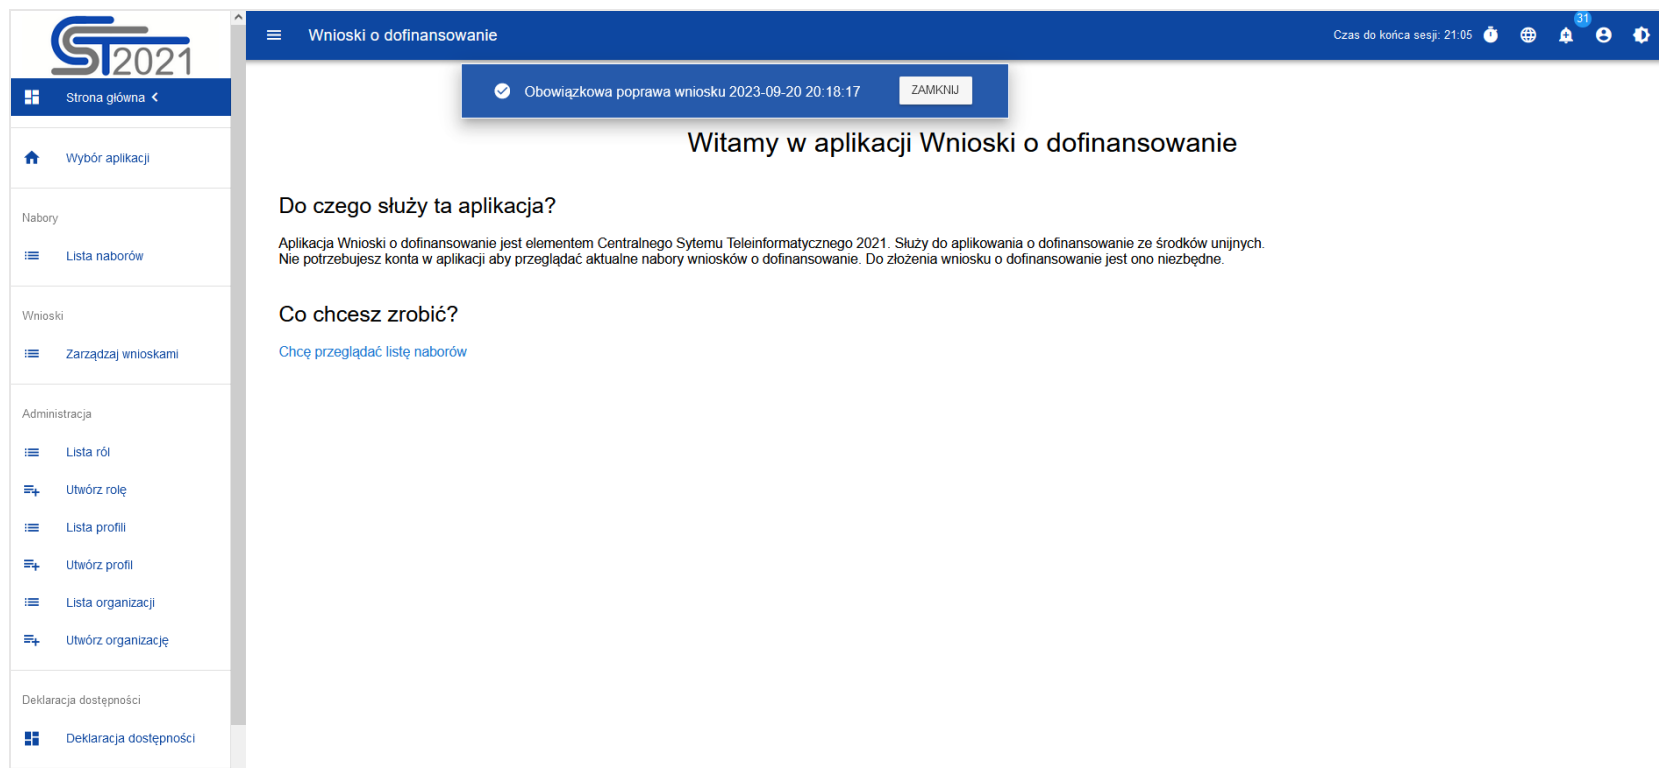 ST2021
Wnioski o dofinansowanie
Czas do końca sesji: 21:05
31
Obowiązkowa poprawa wniosku 2023-09-20 20:18:17
ZAMKNIJ
Strona główna
Wybór aplikacji
Nabory
Lista naborów
Wnioski
Zarządzaj wnioskami
Administracja
Lista ról
Utwórz rolę
Lista profili
Utwórz profil
Lista organizacji
Utwórz organizację
Deklaracja dostępności
Deklaracja dostępności
Witamy w aplikacji Wnioski o dofinansowanie
Do czego służy ta aplikacja?
Aplikacja Wnioski o dofinansowanie jest elementem Centralnego Sytemu Teleinformatycznego 2021. Służy do aplikowania o dofinansowanie ze środków unijnych.
Nie potrzebujesz konta w aplikacji aby przeglądać aktualne nabory wniosków o dofinansowanie. Do złożenia wniosku o dofinansowanie jest ono niezbędne.
Co chcesz zrobić?
Chcę przeglądać listę naborów